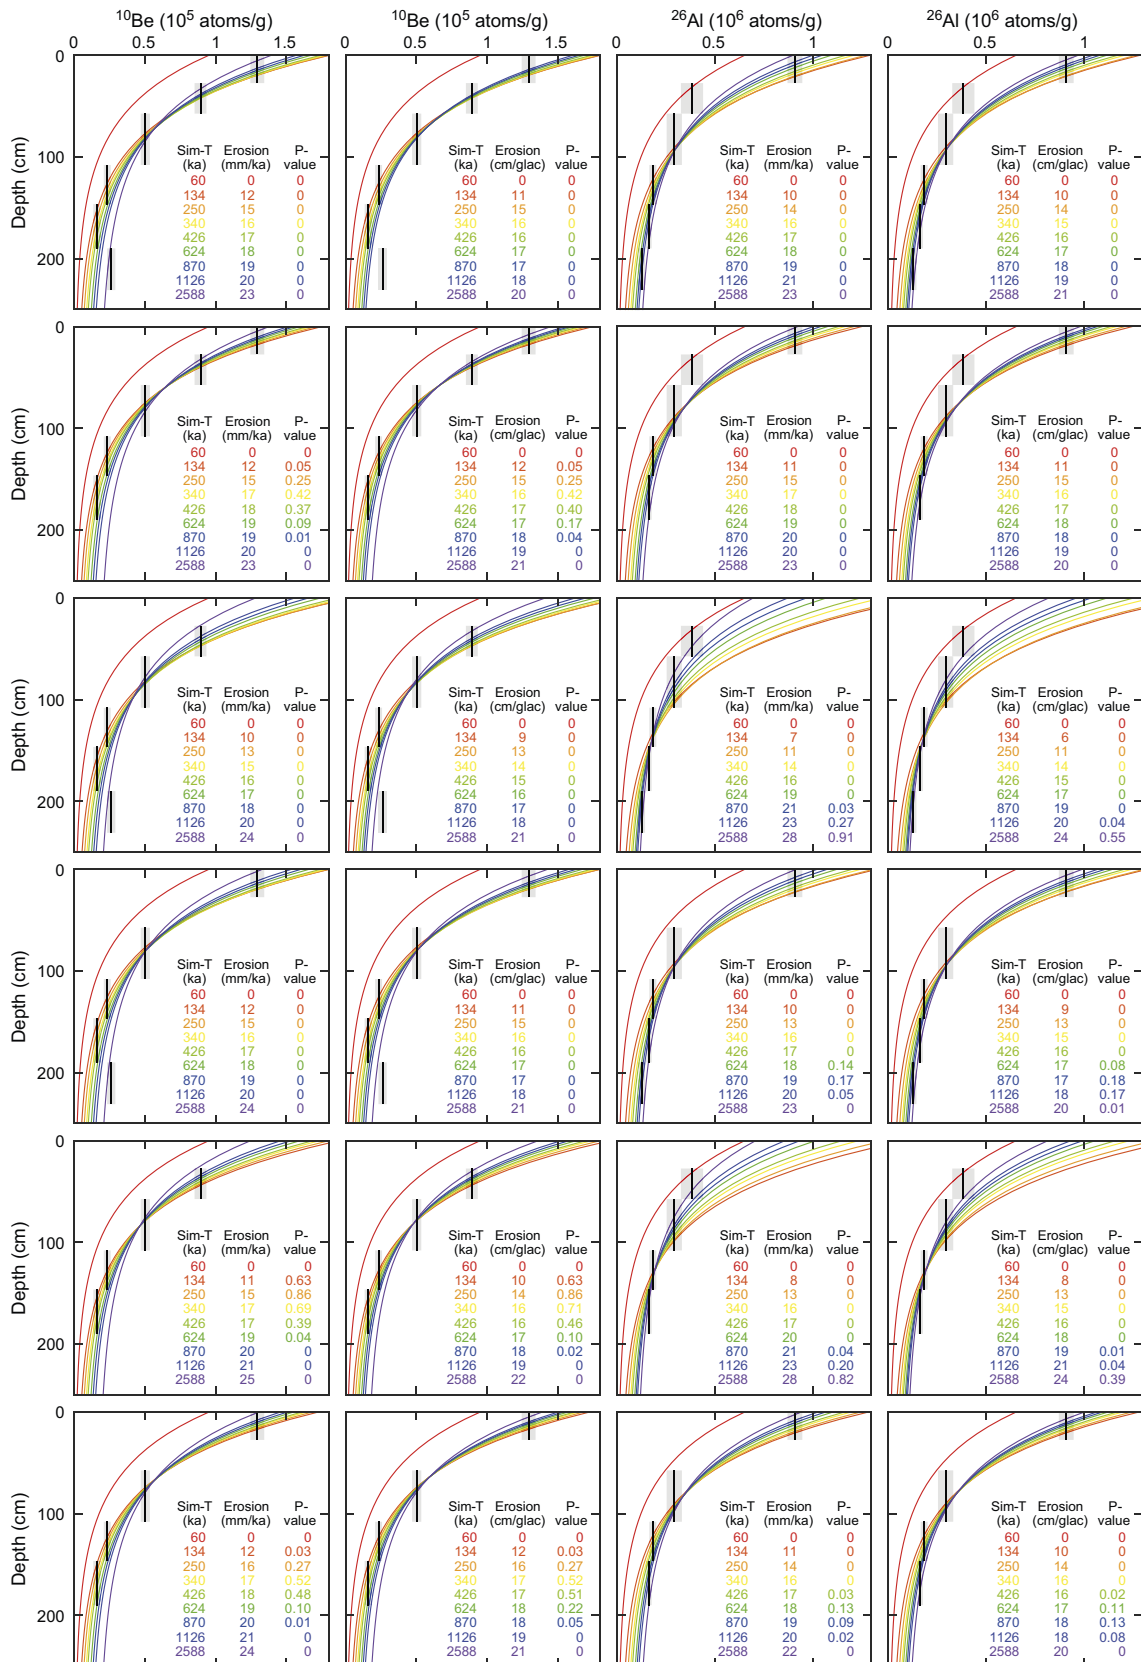 ¹⁰Be (10⁵ atoms/g)
¹⁰Be (10⁵ atoms/g)
²⁶Al (10⁶ atoms/g)
²⁶Al (10⁶ atoms/g)
0 0.5 1 1.5
0 0.5 1 1.5
0 0.5 1
0 0.5 1
Depth (cm)
0
100
200
Sim-T Erosion P-
(ka) (mm/ka) value
60 0 0
134 12 0
250 15 0
340 16 0
426 17 0
624 18 0
870 19 0
1126 20 0
2588 23 0
Sim-T Erosion P-
(ka) (cm/glac) value
60 0 0
134 11 0
250 15 0
340 16 0
426 16 0
624 17 0
870 17 0
1126 18 0
2588 20 0
Sim-T Erosion P-
(ka) (mm/ka) value
60 0 0
134 10 0
250 14 0
340 16 0
426 17 0
624 18 0
870 19 0
1126 21 0
2588 23 0
Sim-T Erosion P-
(ka) (cm/glac) value
60 0 0
134 10 0
250 14 0
340 15 0
426 16 0
624 17 0
870 18 0
1126 19 0
2588 21 0
Depth (cm)
0
100
200
Sim-T Erosion P-
(ka) (mm/ka) value
60 0 0
134 12 0.05
250 15 0.25
340 17 0.42
426 18 0.37
624 19 0.09
870 19 0.01
1126 20 0
2588 23 0
Sim-T Erosion P-
(ka) (cm/glac) value
60 0 0
134 12 0.05
250 15 0.25
340 16 0.42
426 16 0.40
624 17 0.17
870 18 0.04
1126 19 0
2588 21 0
Sim-T Erosion P-
(ka) (mm/ka) value
60 0 0
134 11 0
250 15 0
340 17 0
426 18 0
624 19 0
870 20 0
1126 20 0
2588 23 0
Sim-T Erosion P-
(ka) (cm/glac) value
60 0 0
134 11 0
250 15 0
340 16 0
426 17 0
624 18 0
870 18 0
1126 19 0
2588 20 0
Depth (cm)
0
100
200
Sim-T Erosion P-
(ka) (mm/ka) value
60 0 0
134 10 0
250 13 0
340 15 0
426 16 0
624 17 0
870 18 0
1126 20 0
2588 24 0
Sim-T Erosion P-
(ka) (cm/glac) value
60 0 0
134 9 0
250 13 0
340 14 0
426 15 0
624 16 0
870 17 0
1126 18 0
2588 21 0
Sim-T Erosion P-
(ka) (mm/ka) value
60 0 0
134 7 0
250 11 0
340 14 0
426 16 0
624 19 0
870 21 0.03
1126 23 0.27
2588 28 0.91
Sim-T Erosion P-
(ka) (cm/glac) value
60 0 0
134 6 0
250 11 0
340 14 0
426 15 0
624 17 0
870 19 0
1126 20 0.04
2588 24 0.55
Depth (cm)
0
100
200
Sim-T Erosion P-
(ka) (mm/ka) value
60 0 0
134 12 0
250 15 0
340 16 0
426 17 0
624 18 0
870 19 0
1126 20 0
2588 24 0
Sim-T Erosion P-
(ka) (cm/glac) value
60 0 0
134 11 0
250 15 0
340 16 0
426 16 0
624 17 0
870 17 0
1126 18 0
2588 21 0
Sim-T Erosion P-
(ka) (mm/ka) value
60 0 0
134 10 0
250 13 0
340 16 0
426 17 0
624 18 0.14
870 19 0.17
1126 20 0.05
2588 23 0
Sim-T Erosion P-
(ka) (cm/glac) value
60 0 0
134 9 0
250 13 0
340 15 0
426 16 0
624 17 0.08
870 17 0.18
1126 18 0.17
2588 20 0.01
Depth (cm)
0
100
200
Sim-T Erosion P-
(ka) (mm/ka) value
60 0 0
134 11 0.63
250 15 0.86
340 17 0.69
426 17 0.39
624 19 0.04
870 20 0
1126 21 0
2588 25 0
Sim-T Erosion P-
(ka) (cm/glac) value
60 0 0
134 10 0.63
250 14 0.86
340 16 0.71
426 16 0.46
624 17 0.10
870 18 0.02
1126 19 0
2588 22 0
Sim-T Erosion P-
(ka) (mm/ka) value
60 0 0
134 8 0
250 13 0
340 16 0
426 17 0
624 20 0
870 21 0.04
1126 23 0.20
2588 28 0.82
Sim-T Erosion P-
(ka) (cm/glac) value
60 0 0
134 8 0
250 13 0
340 15 0
426 16 0
624 18 0
870 19 0.01
1126 21 0.04
2588 24 0.39
Depth (cm)
0
100
200
Sim-T Erosion P-
(ka) (mm/ka) value
60 0 0
134 12 0.03
250 16 0.27
340 17 0.52
426 18 0.48
624 19 0.10
870 20 0.01
1126 21 0
2588 24 0
Sim-T Erosion P-
(ka) (cm/glac) value
60 0 0
134 12 0.03
250 16 0.27
340 17 0.52
426 17 0.51
624 18 0.22
870 18 0.05
1126 19 0
2588 21 0
Sim-T Erosion P-
(ka) (mm/ka) value
60 0 0
134 11 0
250 14 0
340 16 0
426 17 0.03
624 18 0.13
870 19 0.09
1126 20 0.02
2588 22 0
Sim-T Erosion P-
(ka) (cm/glac) value
60 0 0
134 10 0
250 14 0
340 16 0
426 16 0.02
624 17 0.11
870 18 0.13
1126 18 0.08
2588 20 0